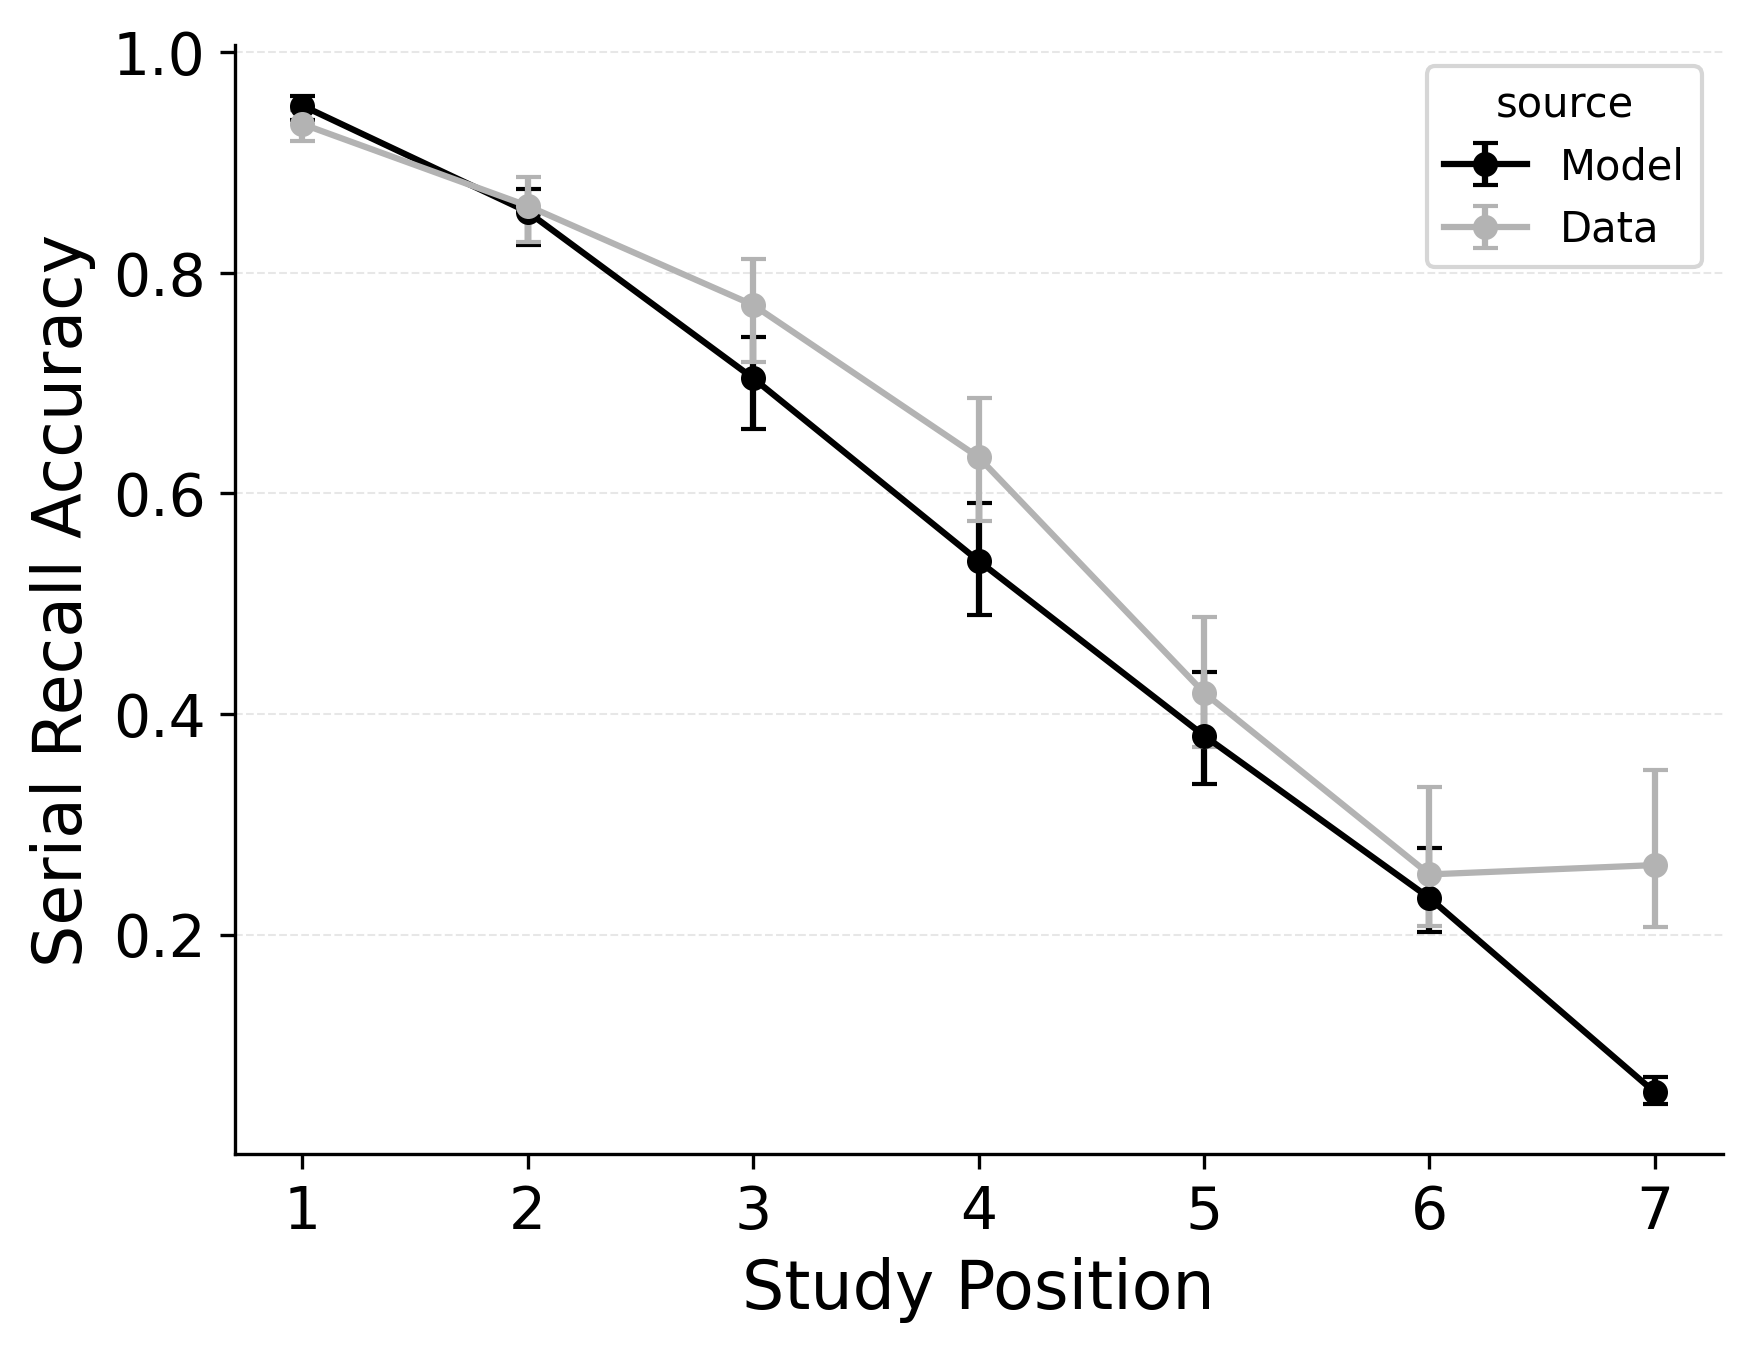 1.0
0.8
0.6
0.4
0.2
Serial Recall Accuracy
source
Model
Data
1 2 3 4 5 6 7
Study Position